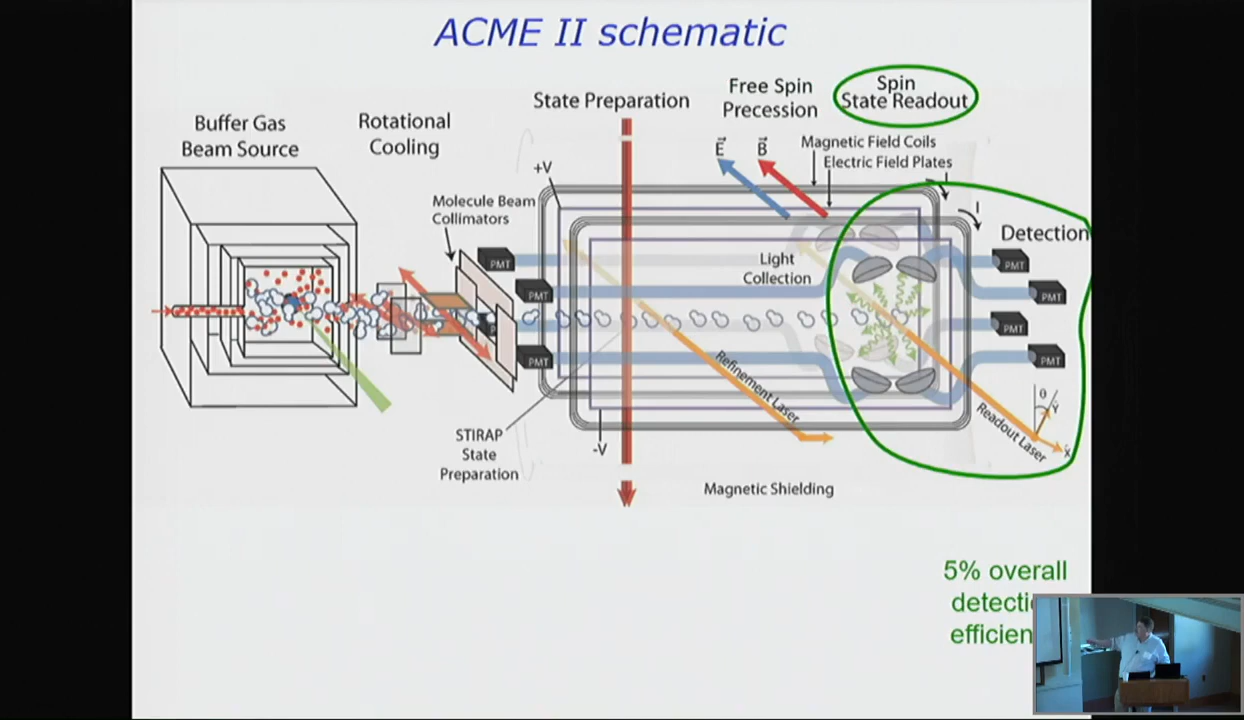 ACME II schematic
Buffer Gas
Beam Source
Rotational
Cooling
State Preparation
Free Spin
Precession
Spin
State Readout
Magnetic Field Coils
Electric Field Plates
E
B
+V
I
Molecule Beam
Collimators
Detection
PMT
PMT
PMT
Light
Collection
PMT
PMT
PMT
PMT
Refinement Laser
Readout Laser
θ
Y
X
STIRAP
State
Preparation
-V
Magnetic Shielding
5% overall